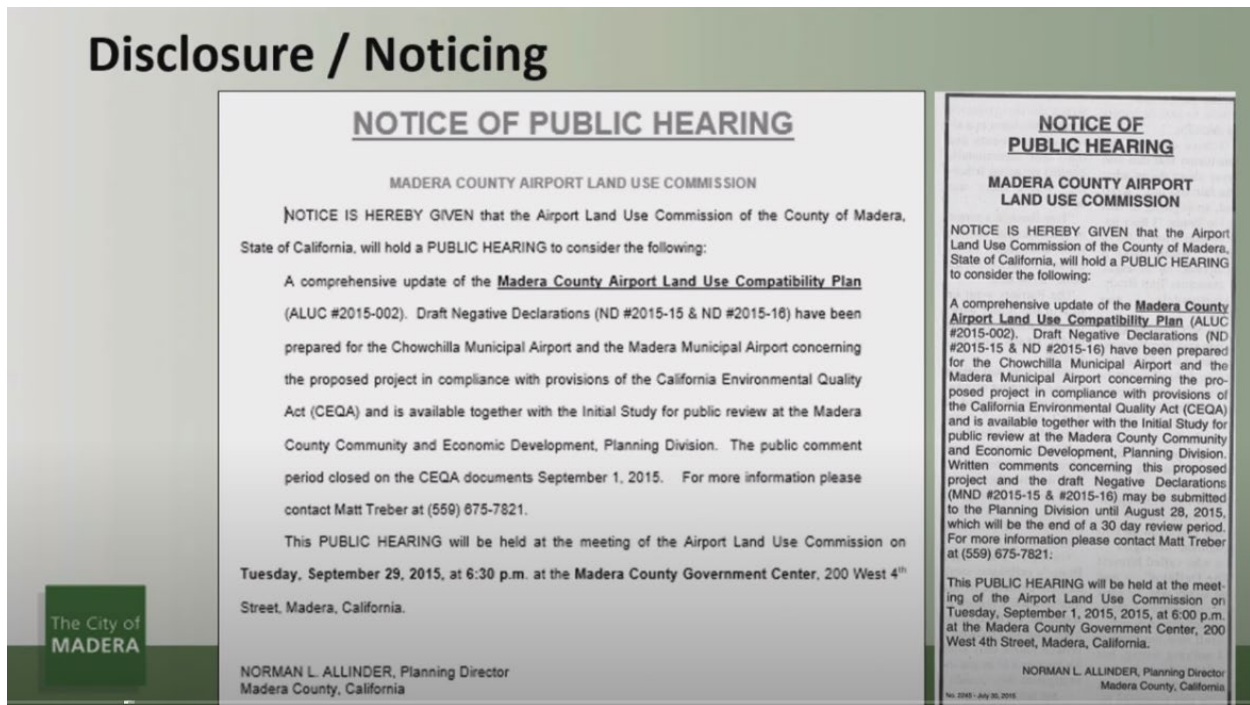 Disclosure / Noticing
NOTICE OF PUBLIC HEARING
MADERA COUNTY AIRPORT LAND USE COMMISSION
NOTICE IS HEREBY GIVEN that the Airport Land Use Commission of the County of Madera,
State of California, will hold a PUBLIC HEARING to consider the following:
A comprehensive update of the Madera County Airport Land Use Compatibility Plan
(ALUC #2015-002). Draft Negative Declarations (ND #2015-15 & ND #2015-16) have been
prepared for the Chowchilla Municipal Airport and the Madera Municipal Airport concerning
the proposed project in compliance with provisions of the California Environmental Quality
Act (CEQA) and is available together with the Initial Study for public review at the Madera
County Community and Economic Development, Planning Division. The public comment
period closed on the CEQA documents September 1, 2015. For more information please
contact Matt Treber at (559) 675-7821.
This PUBLIC HEARING will be held at the meeting of the Airport Land Use Commission on
Tuesday, September 29, 2015, at 6:30 p.m. at the Madera County Government Center, 200 West 4th
Street, Madera, California.
NORMAN L. ALLINDER, Planning Director
Madera County, California
NOTICE OF
PUBLIC HEARING
MADERA COUNTY AIRPORT
LAND USE COMMISSION
NOTICE IS HEREBY GIVEN that the Airport
Land Use Commission of the County of Madera,
State of California, will hold a PUBLIC HEARING
to consider the following:
A comprehensive update of the Madera County
Airport Land Use Compatibility Plan (ALUC
#2015-002). Draft Negative Declarations (ND
#2015-15 & ND #2015-16) have been prepared
for the Chowchilla Municipal Airport and the
Madera Municipal Airport concerning the pro-
posed project in compliance with provisions of
the California Environmental Quality Act (CEQA)
and is available together with the Initial Study for
public review at the Madera County Community
and Economic Development, Planning Division.
Written comments concerning this proposed
project and the draft Negative Declarations
(MND #2015-15 & #2015-16) may be submitted
to the Planning Division until August 28, 2015,
which will be the end of a 30 day review period.
For more information please contact Matt Treber
at (559) 675-7821.
This PUBLIC HEARING will be held at the meet-
ing of the Airport Land Use Commission on
Tuesday, September 1, 2015, 2015, at 6:00 p.m.
at the Madera County Government Center, 200
West 4th Street, Madera, California.
NORMAN L. ALLINDER, Planning Director
Madera County, California
No. 2245 - July 30, 2015
The City of
MADERA